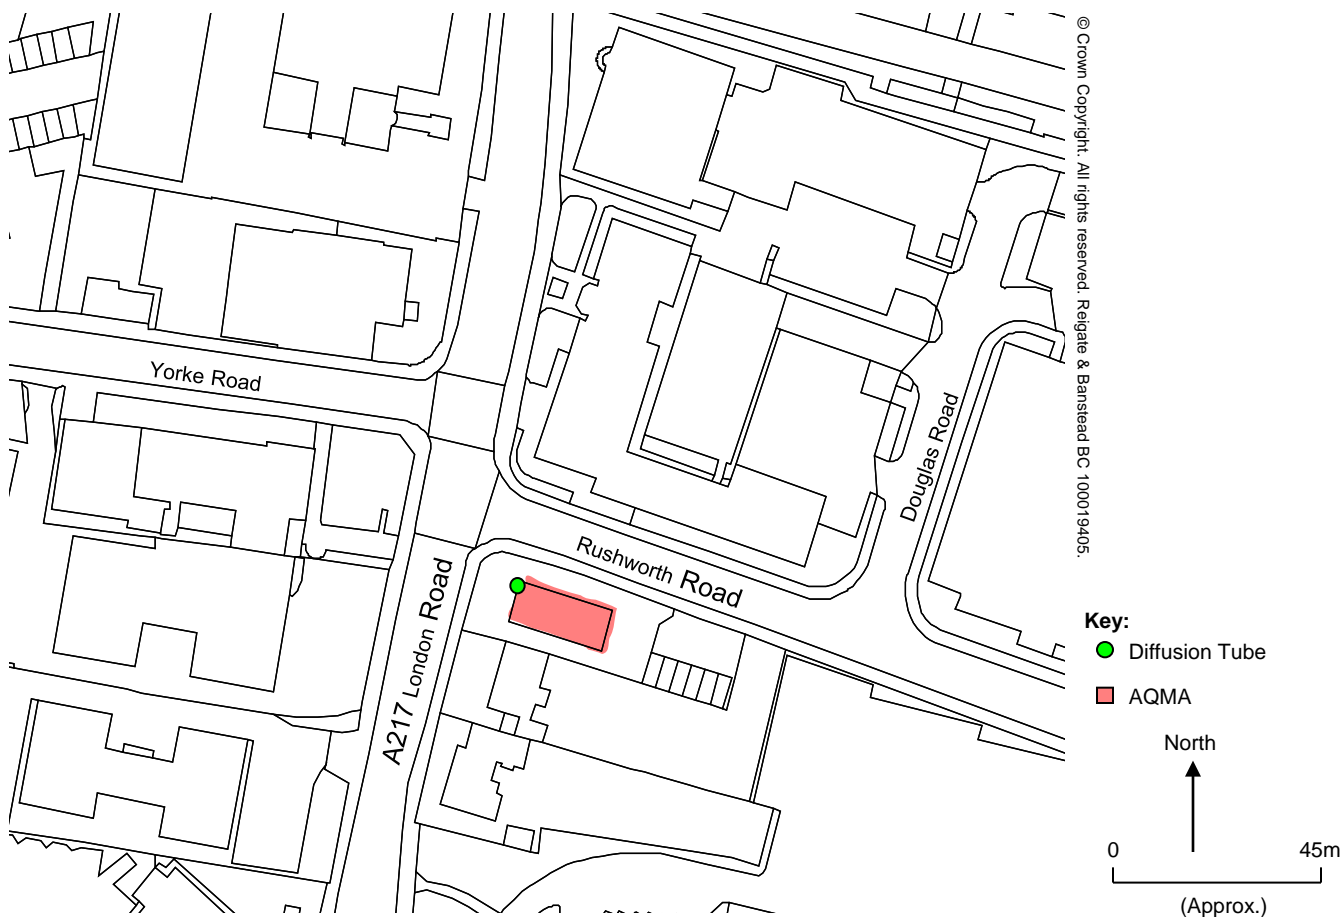 © Crown Copyright. All rights reserved. Reigate & Banstead BC 100019405.
Yorke Road
Douglas Road
Rushworth Road
A217 London Road
Key:
Diffusion Tube
AQMA
North
0 45m
(Approx.)